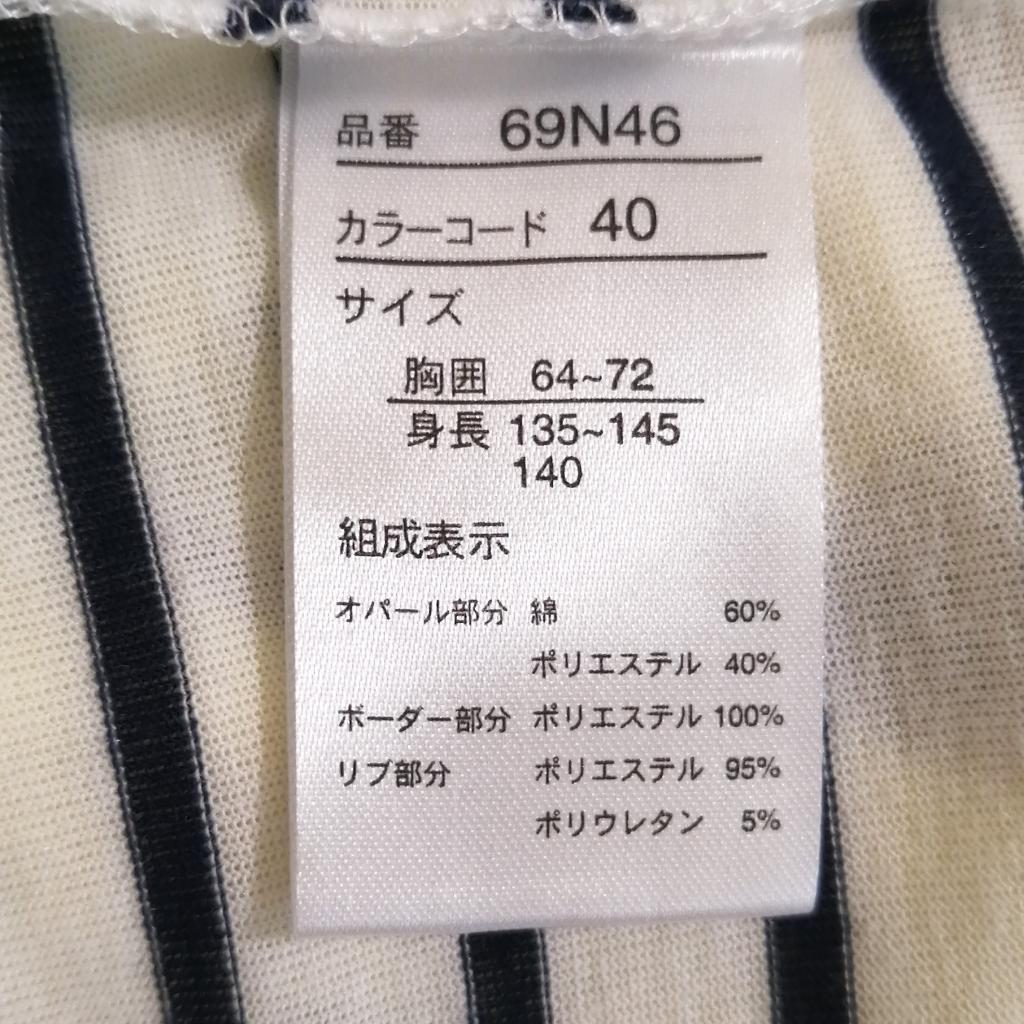 品番 69N46
カラーコード 40
サイズ
胸囲 64~72
身長 135~145
140
組成表示
オパール部分 綿 60%
ポリエステル 40%
ボーダー部分 ポリエステル 100%
リブ部分 ポリエステル 95%
ポリウレタン 5%